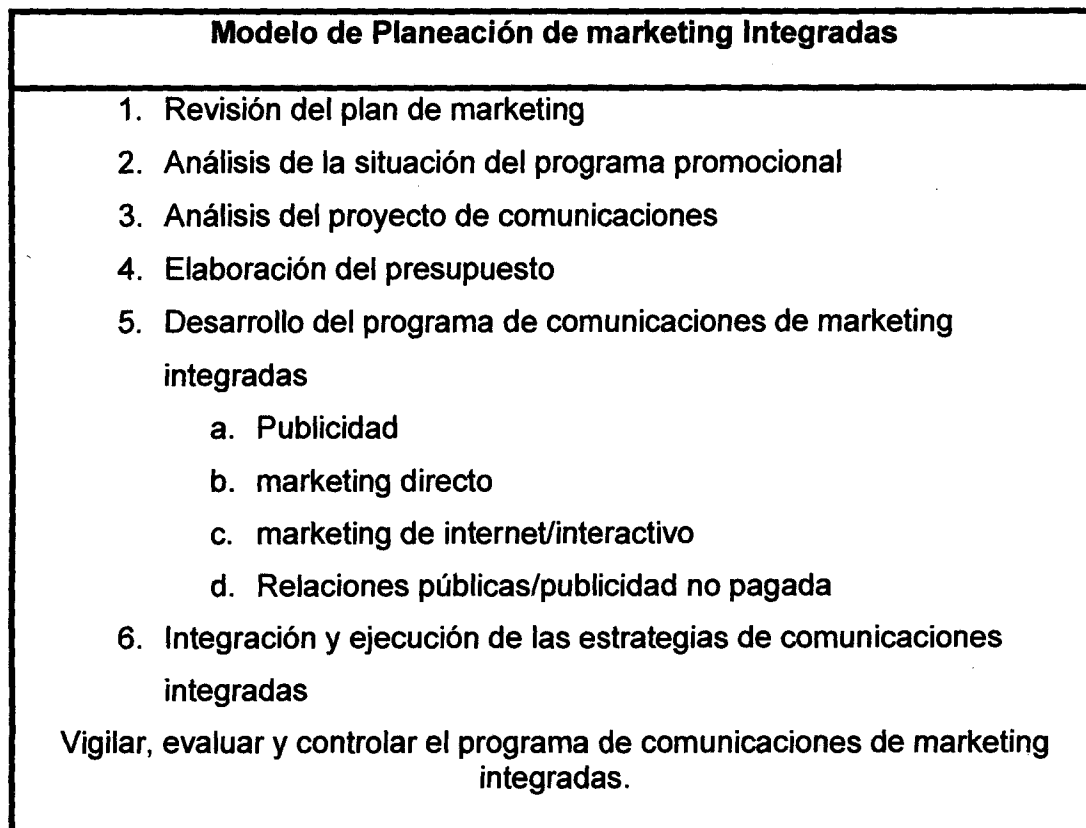 Modelo de Planeación de marketing Integradas
1. Revisión del plan de marketing
2. Análisis de la situación del programa promocional
3. Análisis del proyecto de comunicaciones
4. Elaboración del presupuesto
5. Desarrollo del programa de comunicaciones de marketing
integradas
a. Publicidad
b. marketing directo
c. marketing de internet/interactivo
d. Relaciones públicas/publicidad no pagada
6. Integración y ejecución de las estrategias de comunicaciones
integradas
Vigilar, evaluar y controlar el programa de comunicaciones de marketing
integradas.